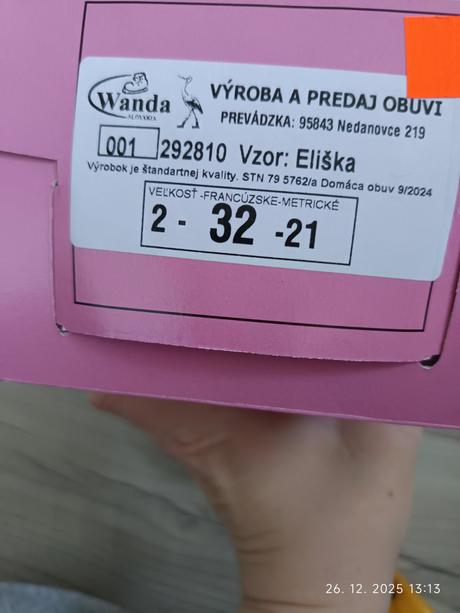 Wanda
SLOVAKIA
VÝROBA A PREDAJ OBUVI
PREVÁDZKA: 95843 Nedanovce 219
001 292810 Vzor: Eliška
Výrobok je štandartnej kvality. STN 79 5762/a Domáca obuv 9/2024
VEĽKOSŤ -FRANCÚZSKE-METRICKÉ
2 - 32 -21
26. 12. 2025 13:13